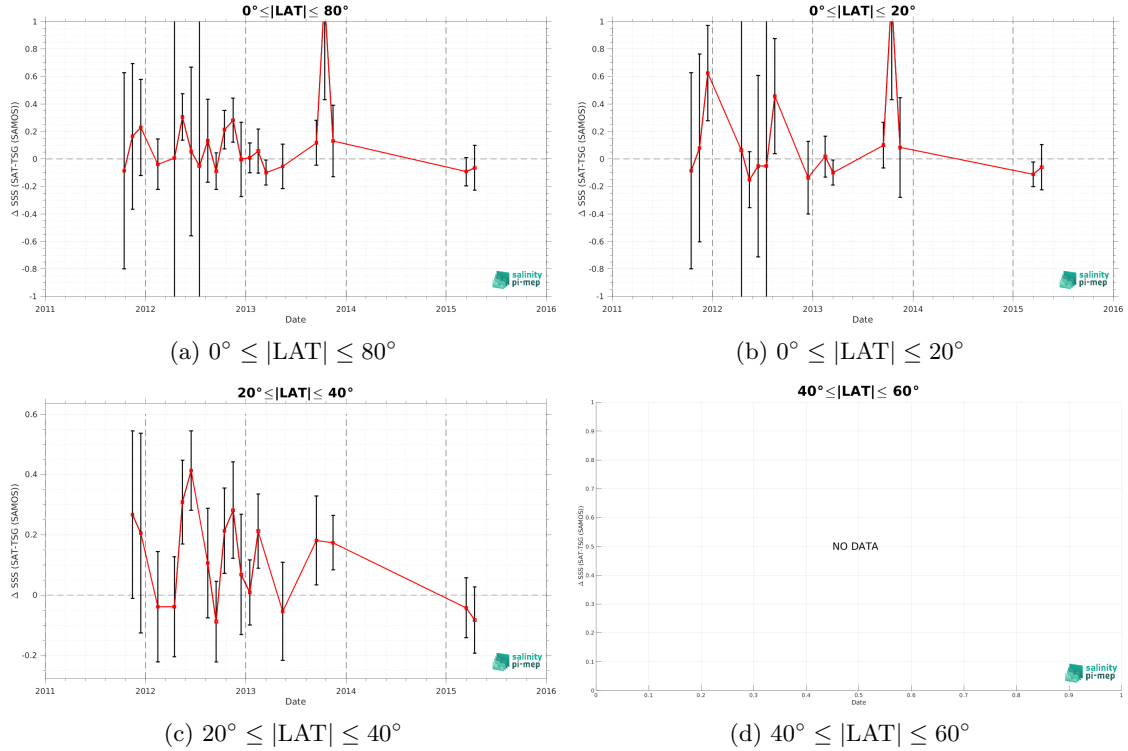 0°≤|LAT|≤ 80°
Δ SSS (SAT-TSG (SAMOS))
1
0.8
0.6
0.4
0.2
0
-0.2
-0.4
-0.6
-0.8
-1
2011 2012 2013 2014 2015 2016
Date
salinity
pi-mep
(a) 0° ≤ |LAT| ≤ 80°
0°≤|LAT|≤ 20°
Δ SSS (SAT-TSG (SAMOS))
1
0.8
0.6
0.4
0.2
0
-0.2
-0.4
-0.6
-0.8
-1
2011 2012 2013 2014 2015 2016
Date
salinity
pi-mep
(b) 0° ≤ |LAT| ≤ 20°
20°≤|LAT|≤ 40°
Δ SSS (SAT-TSG (SAMOS))
0.6
0.4
0.2
0
-0.2
2011 2012 2013 2014 2015 2016
Date
salinity
pi-mep
(c) 20° ≤ |LAT| ≤ 40°
40°≤|LAT|≤ 60°
Δ SSS (SAT-TSG (SAMOS))
1
0.9
0.8
0.7
0.6
0.5
0.4
0.3
0.2
0.1
0
NO DATA
0 0.1 0.2 0.3 0.4 0.5 0.6 0.7 0.8 0.9 1
Date
salinity
pi-mep
(d) 40° ≤ |LAT| ≤ 60°